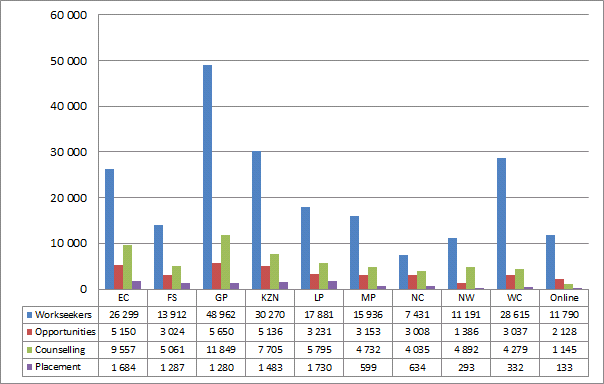 60 000
50 000
40 000
30 000
20 000
10 000
0
EC FS GP KZN LP MP NC NW WC Online
Workseekers 26 299 13 912 48 962 30 270 17 881 15 936 7 431 11 191 28 615 11 790
Opportunities 5 150 3 024 5 650 5 136 3 231 3 153 3 008 1 386 3 037 2 128
Counselling 9 557 5 061 11 849 7 705 5 795 4 732 4 035 4 892 4 279 1 145
Placement 1 684 1 287 1 280 1 483 1 730 599 634 293 332 133